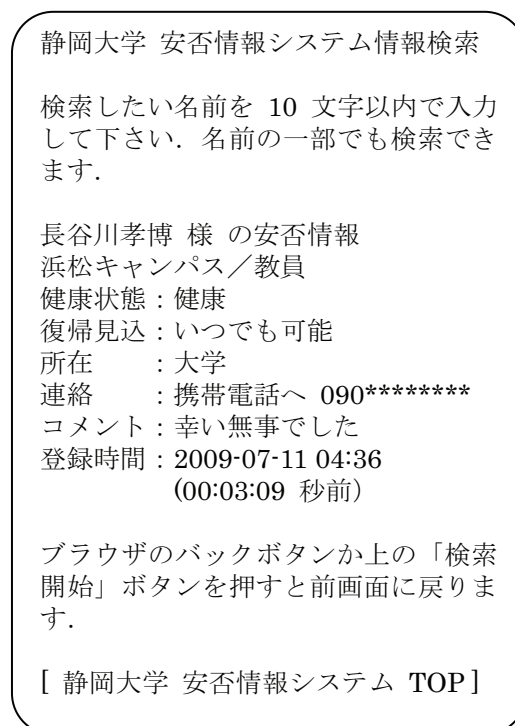 静岡大学 安否情報システム情報検索
検索したい名前を 10 文字以内で入力
して下さい．名前の一部でも検索でき
ます．
長谷川孝博 様 の安否情報
浜松キャンパス／教員
健康状態：健康
復帰見込：いつでも可能
所在　　：大学
連絡　　：携帯電話へ 090********
コメント：幸い無事でした
登録時間：2009-07-11 04:36
(00:03:09 秒前）
ブラウザのバックボタンか上の「検索
開始」ボタンを押すと前画面に戻りま
す．
[ 静岡大学 安否情報システム TOP ]